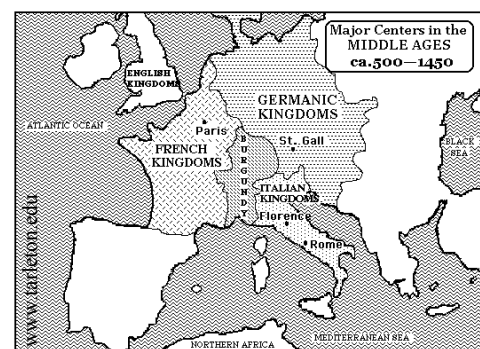 Major Centers in the
MIDDLE AGES
ca.500—1450
ENGLISH
KINGDOMS
GERMANIC
KINGDOMS
ATLANTIC OCEAN
Paris
St. Gall
BLACK
SEA
FRENCH
KINGDOMS
BURGUNDY
ITALIAN
KINGDOMS
Florence
Rome
www.tarleton.edu
MEDITERRANEAN SEA
NORTHERN AFRICA